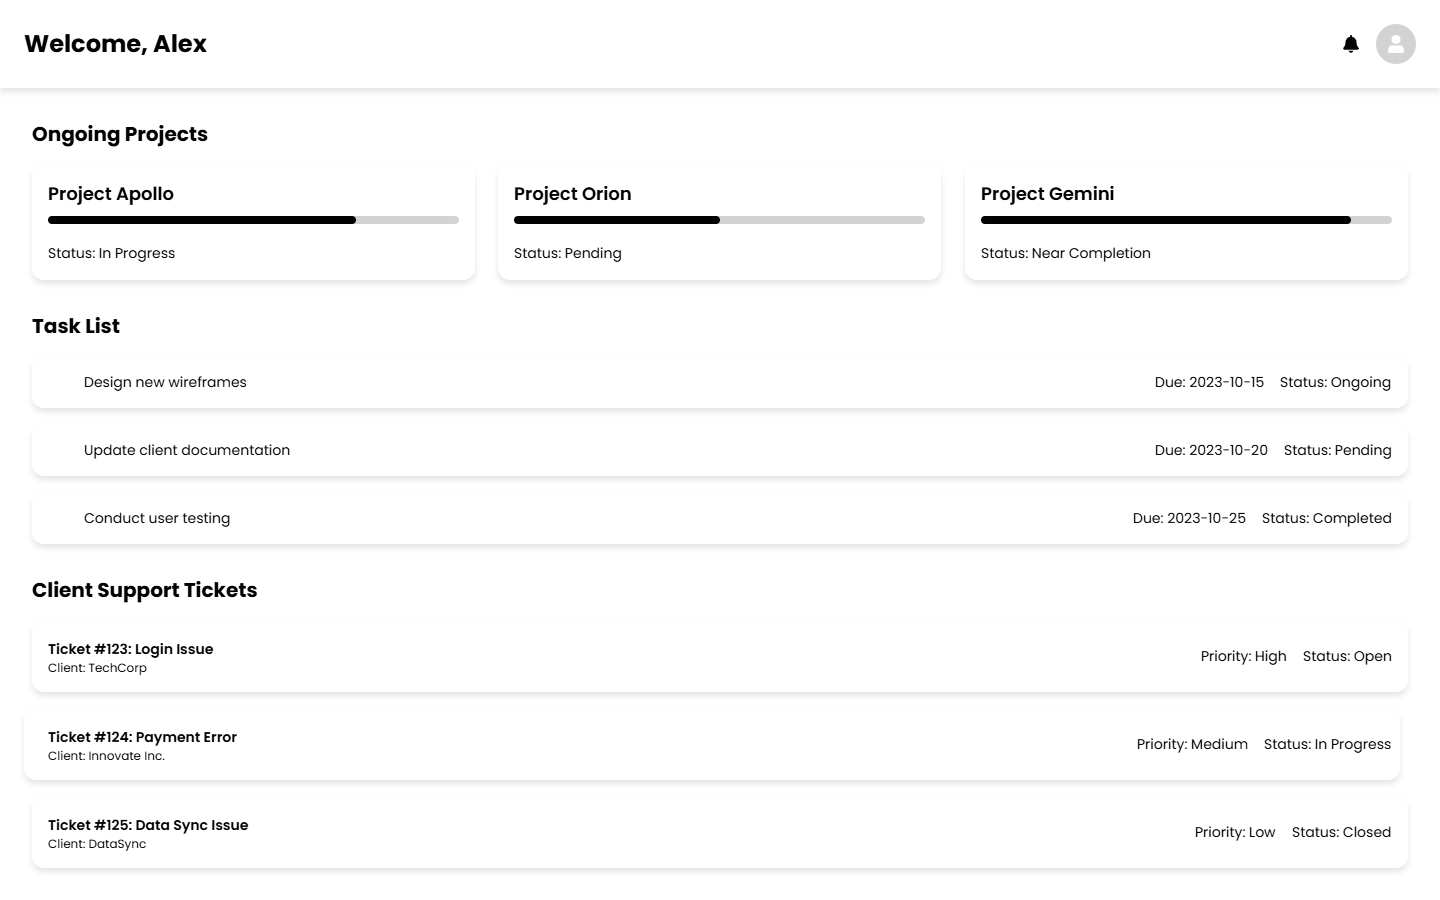 Welcome, Alex
Ongoing Projects
Project Apollo
Status: In Progress
Project Orion
Status: Pending
Project Gemini
Status: Near Completion
Task List
Design new wireframes
Due: 2023-10-15 Status: Ongoing
Update client documentation
Due: 2023-10-20 Status: Pending
Conduct user testing
Due: 2023-10-25 Status: Completed
Client Support Tickets
Ticket #123: Login Issue
Client: TechCorp
Priority: High Status: Open
Ticket #124: Payment Error
Client: Innovate Inc.
Priority: Medium Status: In Progress
Ticket #125: Data Sync Issue
Client: DataSync
Priority: Low Status: Closed